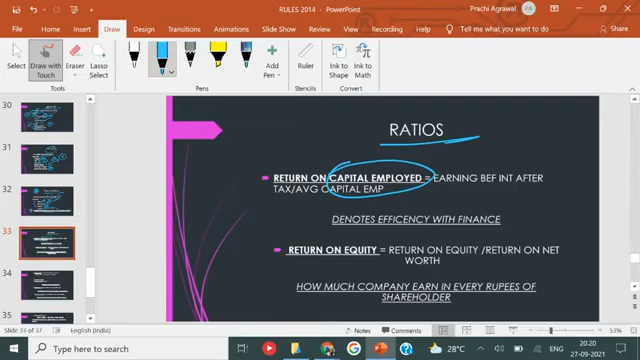 RULES 2014 - PowerPoint
Prachi Agrawal
PA
File
Home
Insert
Draw
Design
Transitions
Animations
Slide Show
Review
View
Recording
Help
Tell me what you want to do
Share
Select
Draw with
Touch
Eraser
Lasso
Select
Add
Pen
Ruler
Ink to
Shape
Ink to
Math
Tools
Pens
Stencils
Convert
30
31
32
33
34
35
RATIOS
RETURN ON CAPITAL EMPLOYED = EARNING BEF INT AFTER
TAX/AVG CAPITAL EMP
DENOTES EFFICENCY WITH FINANCE
RETURN ON EQUITY = RETURN ON EQUITY /RETURN ON NET
WORTH
HOW MUCH COMPANY EARN IN EVERY RUPEES OF
SHAREHOLDER
Slide 33 of 37
English (India)
Notes
Comments
53%
Type here to search
28°C
ENG
20:20
27-09-2021